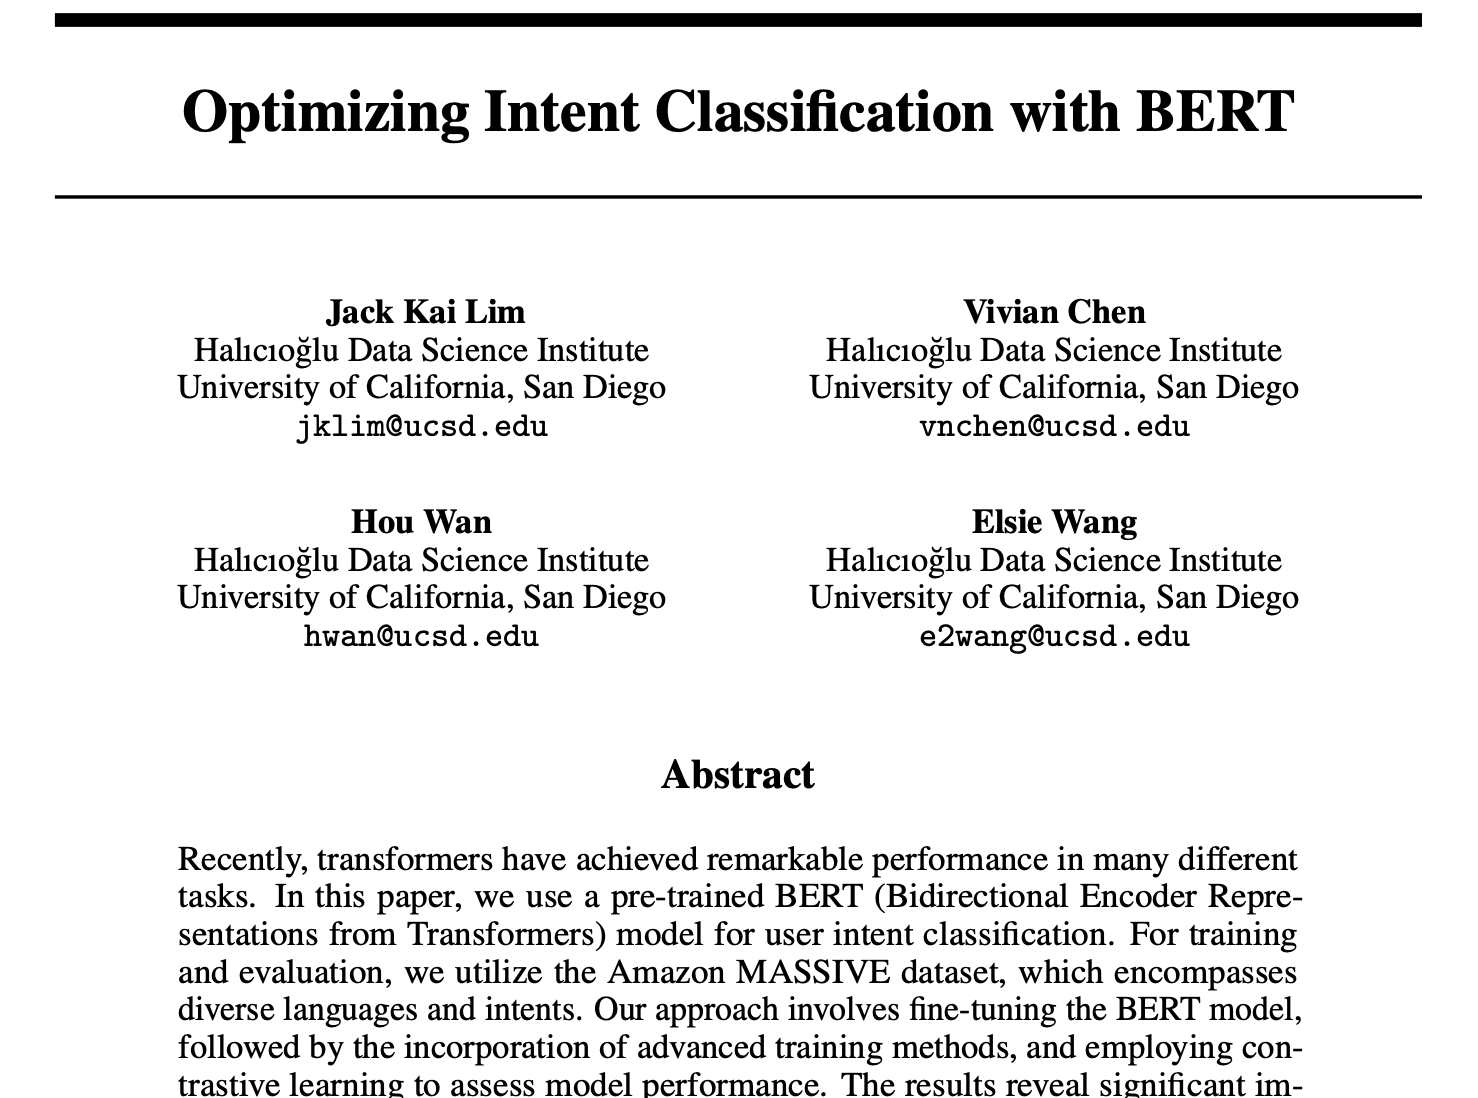 Optimizing Intent Classification with BERT
Jack Kai Lim
Halıcıoğlu Data Science Institute
University of California, San Diego
jklim@ucsd.edu
Vivian Chen
Halıcıoğlu Data Science Institute
University of California, San Diego
vnchen@ucsd.edu
Hou Wan
Halıcıoğlu Data Science Institute
University of California, San Diego
hwan@ucsd.edu
Elsie Wang
Halıcıoğlu Data Science Institute
University of California, San Diego
e2wang@ucsd.edu
Abstract
Recently, transformers have achieved remarkable performance in many different
tasks. In this paper, we use a pre-trained BERT (Bidirectional Encoder Repre-
sentations from Transformers) model for user intent classification. For training
and evaluation, we utilize the Amazon MASSIVE dataset, which encompasses
diverse languages and intents. Our approach involves fine-tuning the BERT model,
followed by the incorporation of advanced training methods, and employing con-
trastive learning to assess model performance. The results reveal significant im-